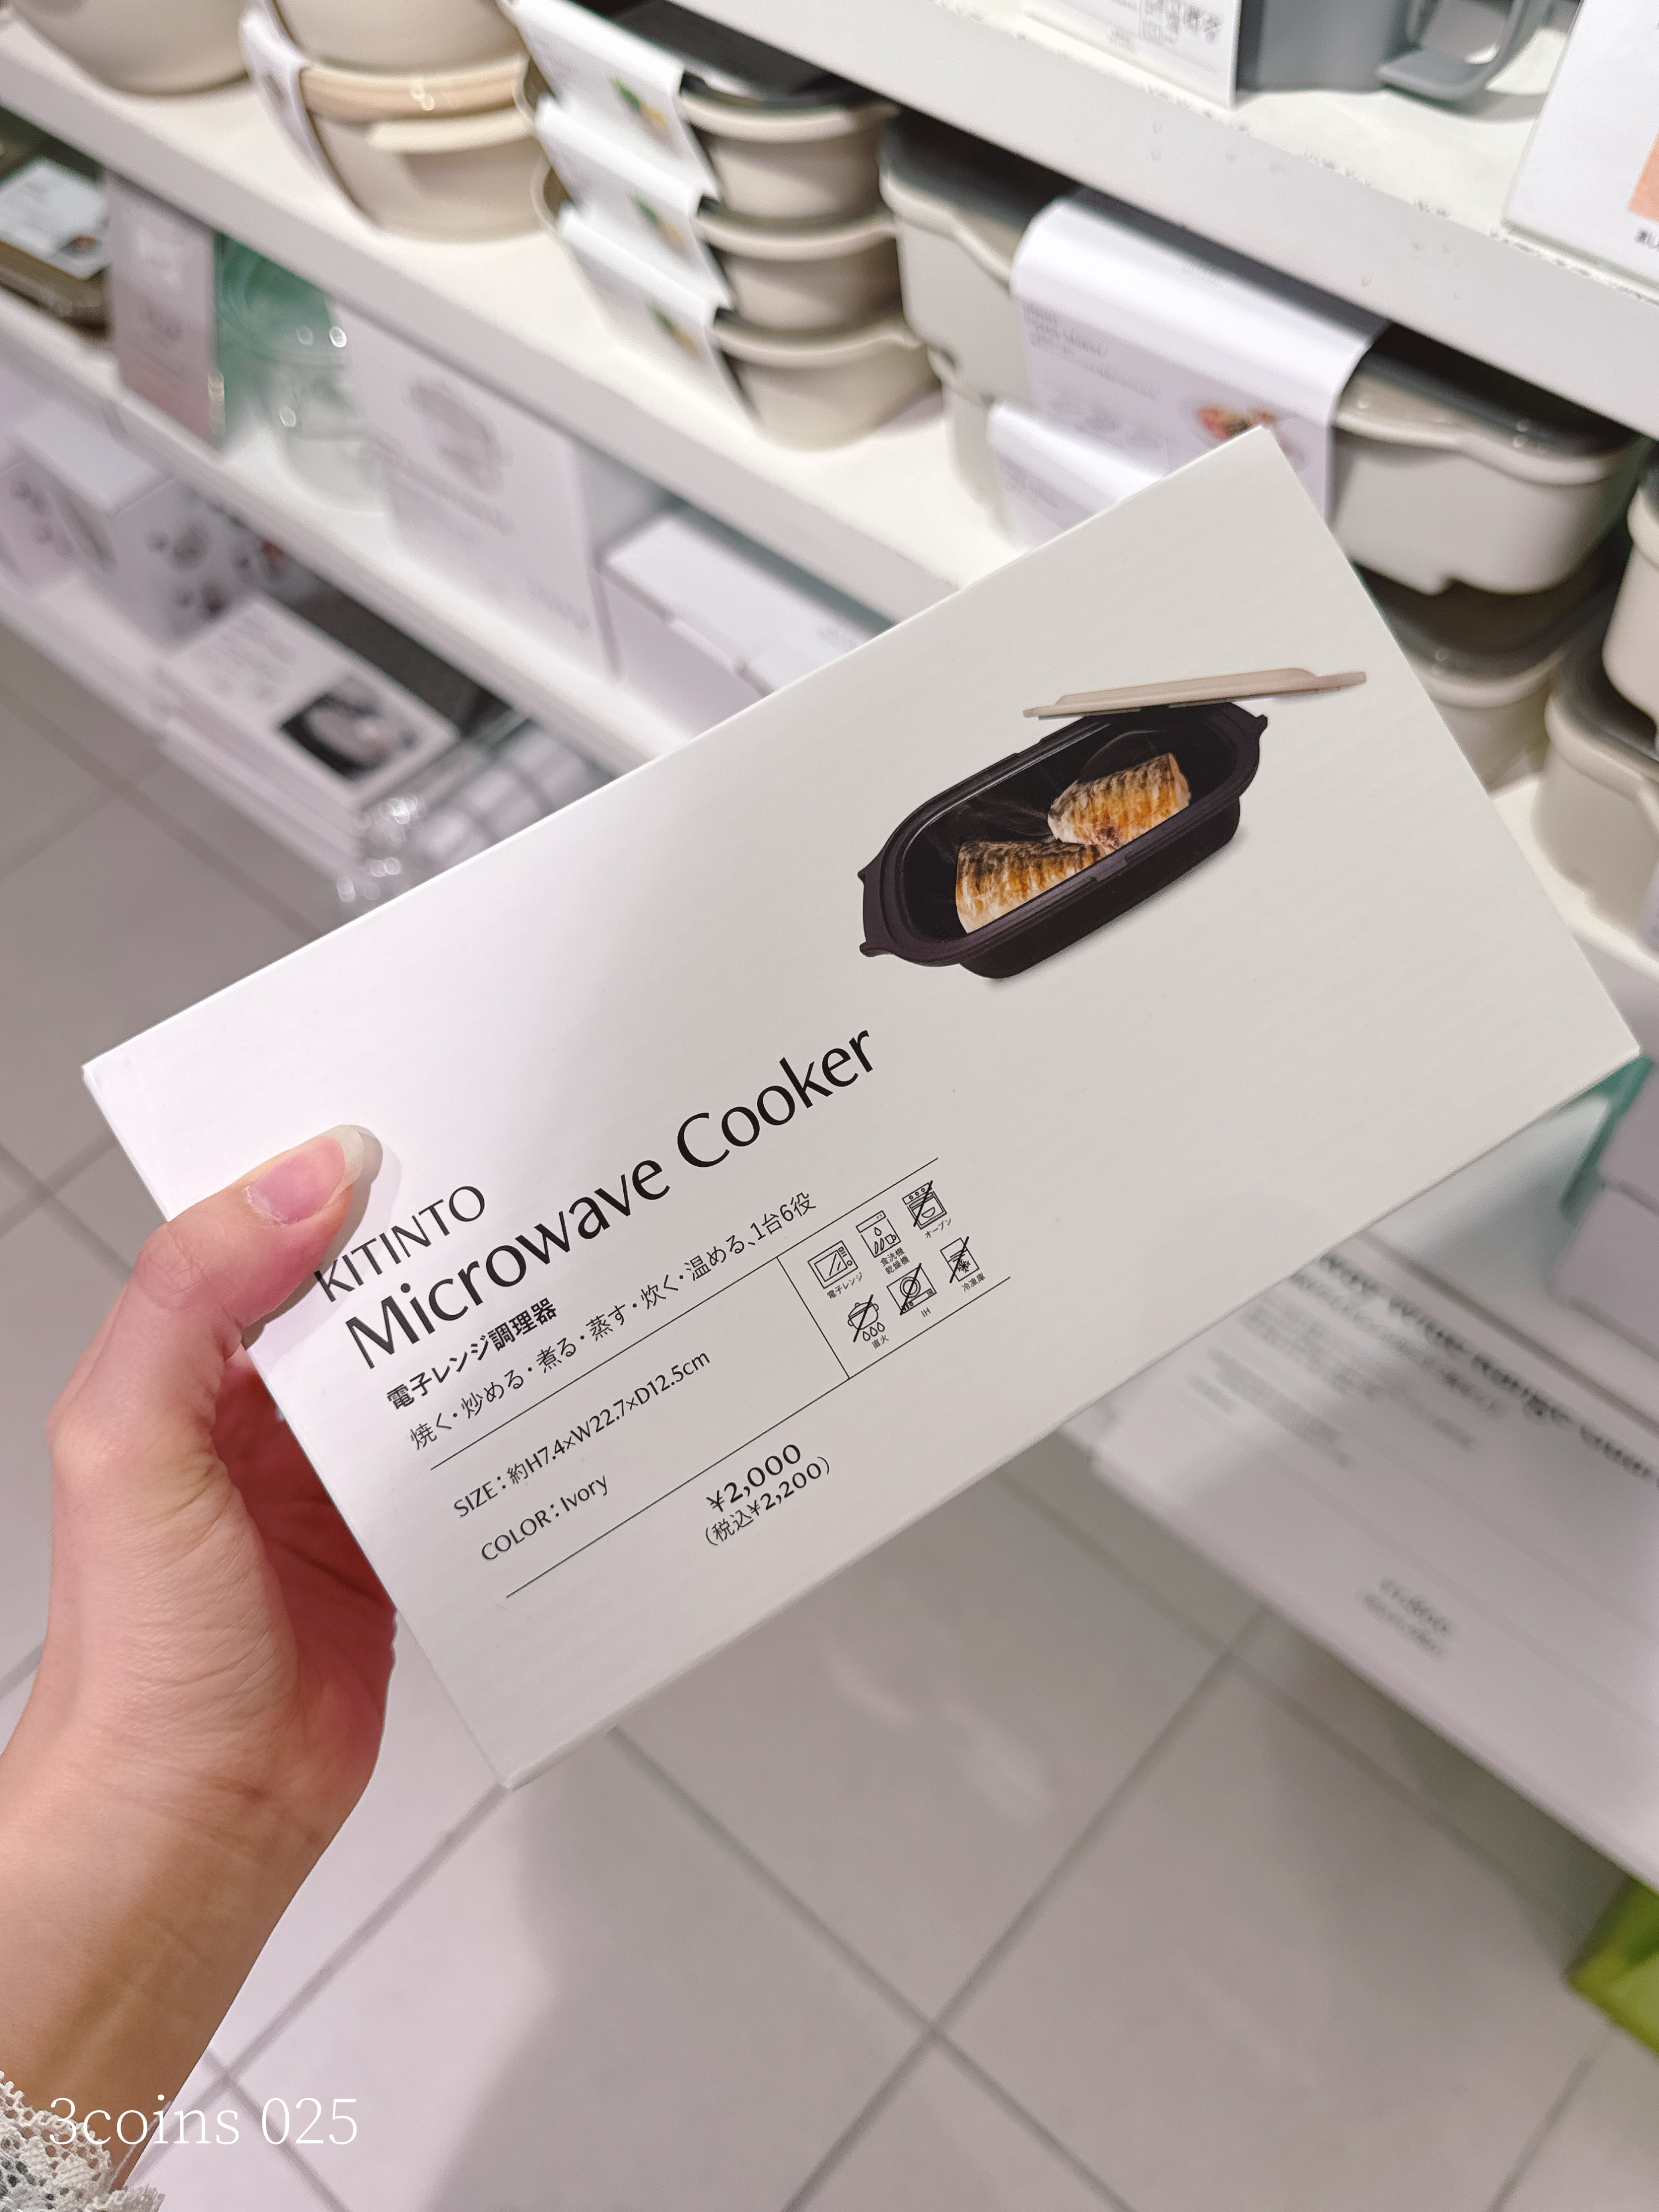 KITINTO
Microwave Cooker
電子レンジ調理器
焼く・炒める・煮る・蒸す・炊く・温める、1台6役
SIZE：約H7.4×W22.7×D12.5cm
COLOR：Ivory
電子レンジ
食洗機
乾燥機
オーブン
直火
IH
冷凍庫
¥2,000
(税込¥2,200)
3coins 025